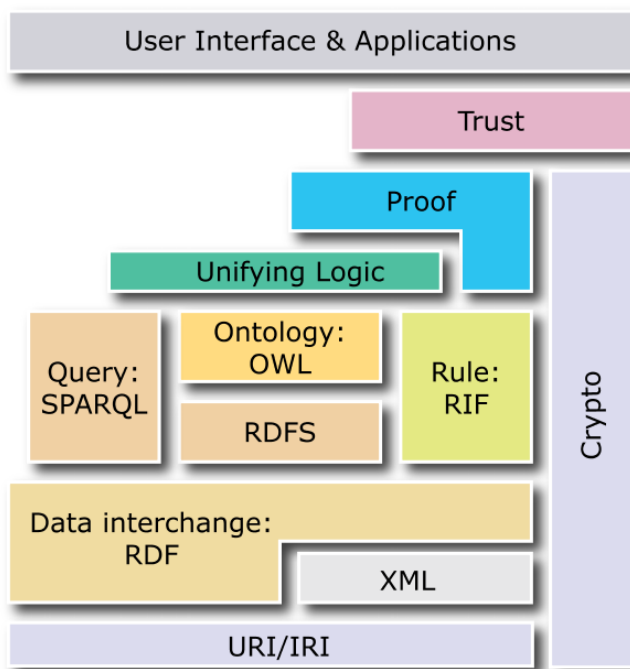 User Interface & Applications
Trust
Proof
Unifying Logic
Query:
SPARQL
Ontology:
OWL
RDFS
Rule:
RIF
Crypto
Data interchange:
RDF
XML
URI/IRI